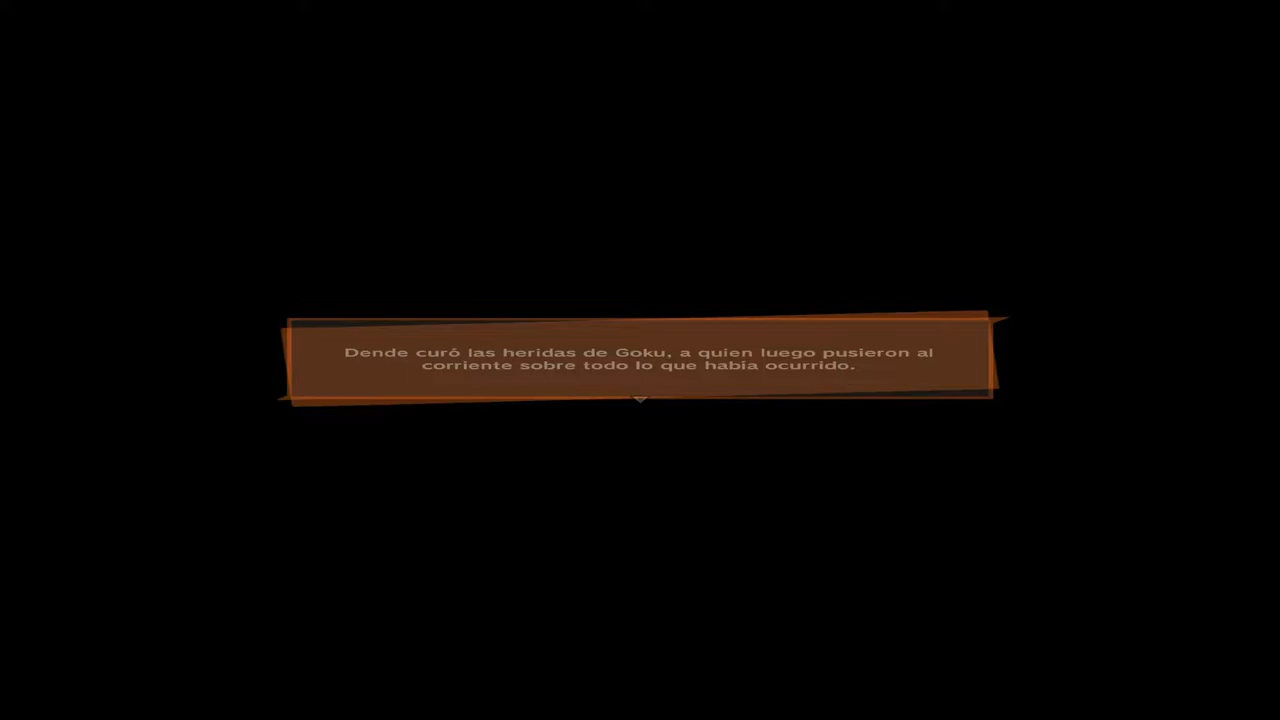 Dende curó las heridas de Goku, a quien luego pusieron al
corriente sobre todo lo que había ocurrido.